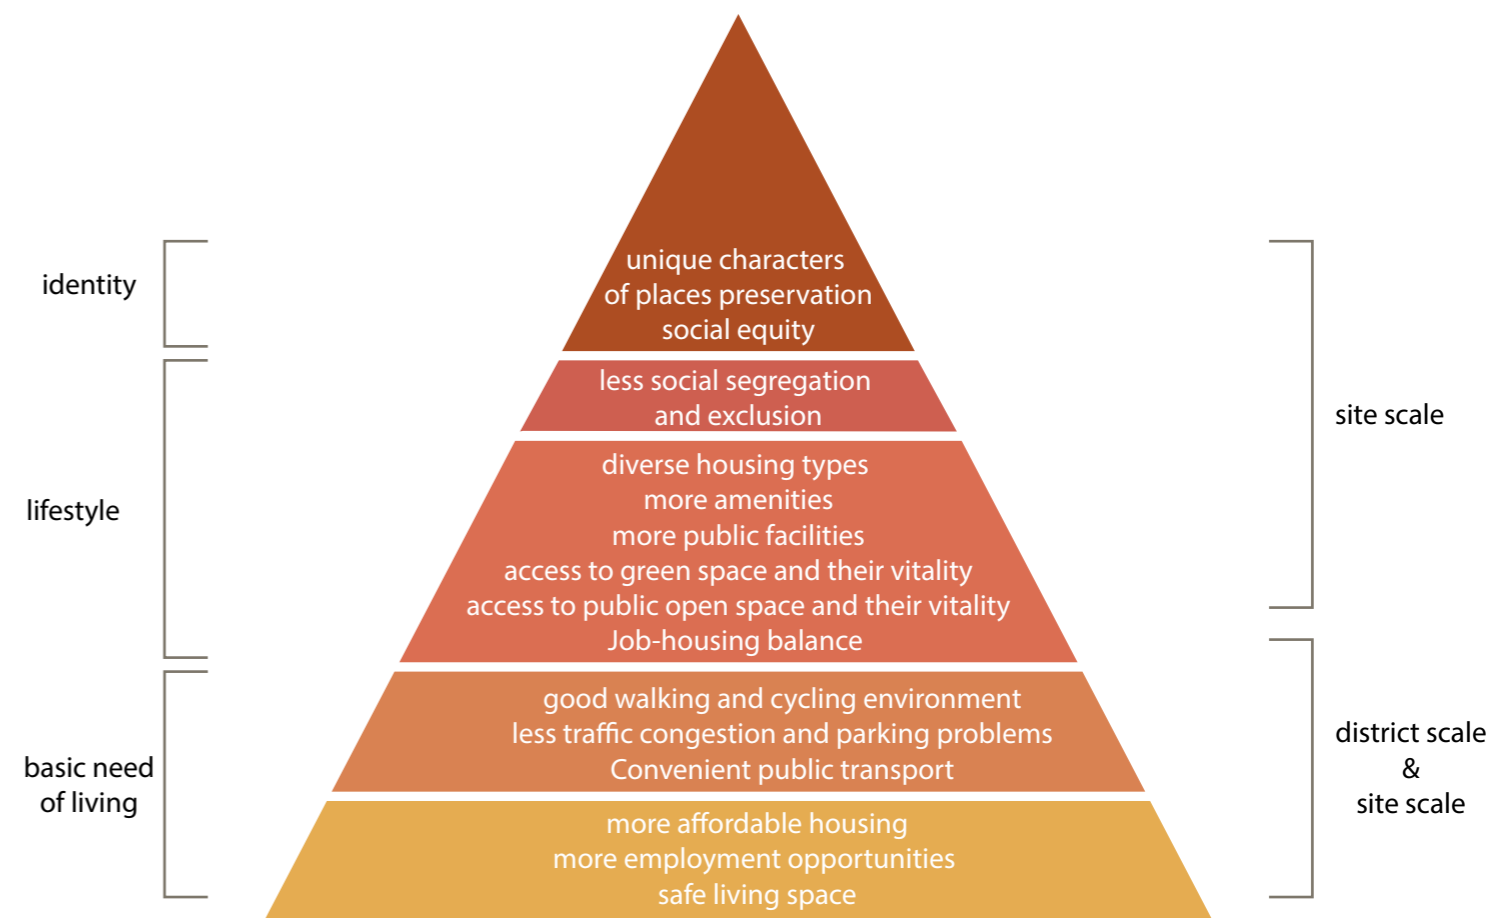 unique characters
of places preservation
social equity
identity
less social segregation
and exclusion
site scale
diverse housing types
more amenities
more public facilities
access to green space and their vitality
access to public open space and their vitality
Job-housing balance
lifestyle
good walking and cycling environment
less traffic congestion and parking problems
Convenient public transport
basic need
of living
district scale
&
site scale
more affordable housing
more employment opportunities
safe living space